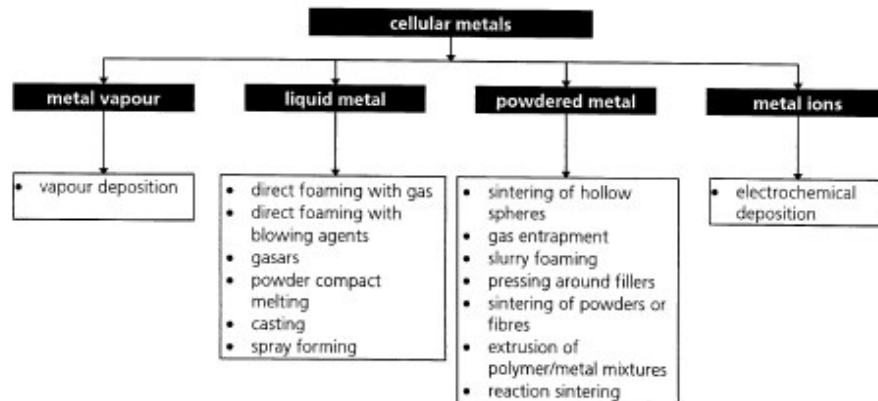 cellular metals
metal vapour
liquid metal
powdered metal
metal ions
• vapour deposition
• direct foaming with gas
• direct foaming with
blowing agents
• gasars
• powder compact
melting
• casting
• spray forming
• sintering of hollow
spheres
• gas entrapment
• slurry foaming
• pressing around fillers
• sintering of powders or
fibres
• extrusion of
polymer/metal mixtures
• reaction sintering
• electrochemical
deposition